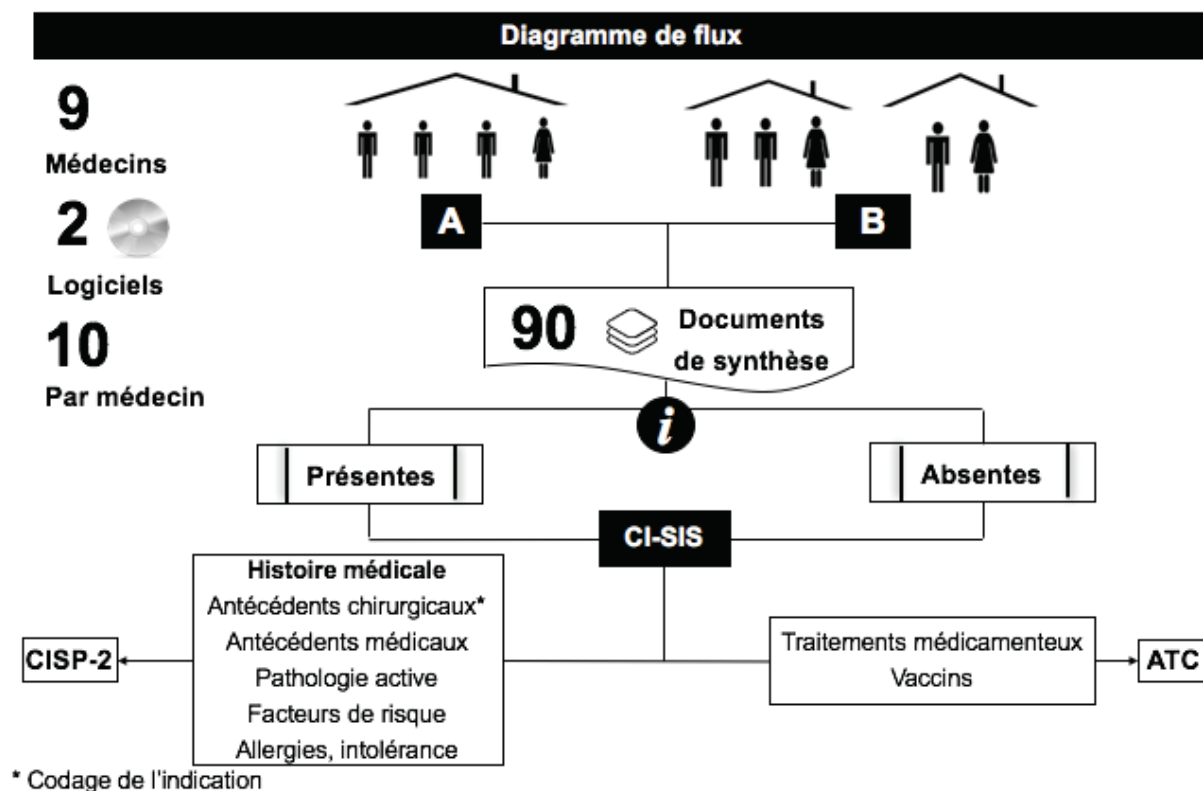 Diagramme de flux
9
Médecins
2
Logiciels
10
Par médecin
A
B
90
Documents
de synthèse
i
Présentes
Absentes
CI-SIS
Histoire médicale
Antécédents chirurgicaux*
Antécédents médicaux
Pathologie active
Facteurs de risque
Allergies, intolérance
CISP-2
Traitements médicamenteux
Vaccins
ATC
* Codage de l'indication